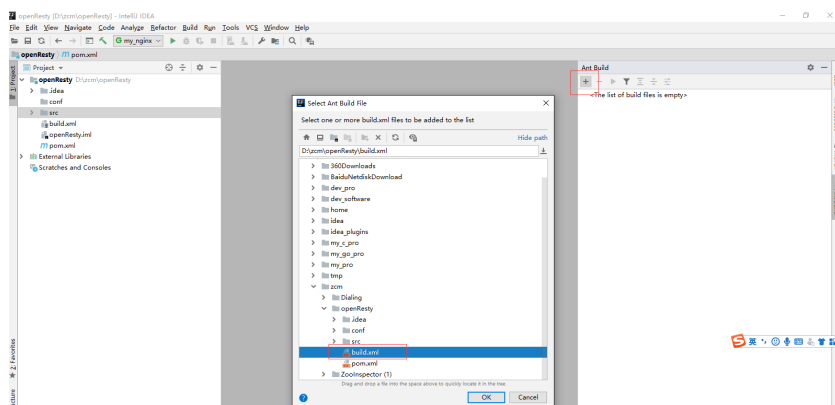 openResty [D:\zcm\openResty] - IntelliJ IDEA
File Edit View Navigate Code Analyze Refactor Build Run Tools VCS Window Help
my_nginx
openResty pom.xml
Project
openResty D:\zcm\openResty
.idea
conf
src
build.xml
openResty.iml
pom.xml
External Libraries
Scratches and Consoles
1: Project
2: Favorites
Select Ant Build File
Select one or more build.xml files to be added to the list
Hide path
D:\zcm\openResty\build.xml
360Downloads
BaiduNetdiskDownload
dev_pro
dev_software
home
idea
idea_plugins
my_c_pro
my_go_pro
my_pro
tmp
zcm
Dialing
openResty
.idea
conf
src
build.xml
pom.xml
ZooInspector (1)
Drag and drop a file into the space above to quickly locate it in the tree
OK Cancel
Ant Build
<The list of build files is empty>
英